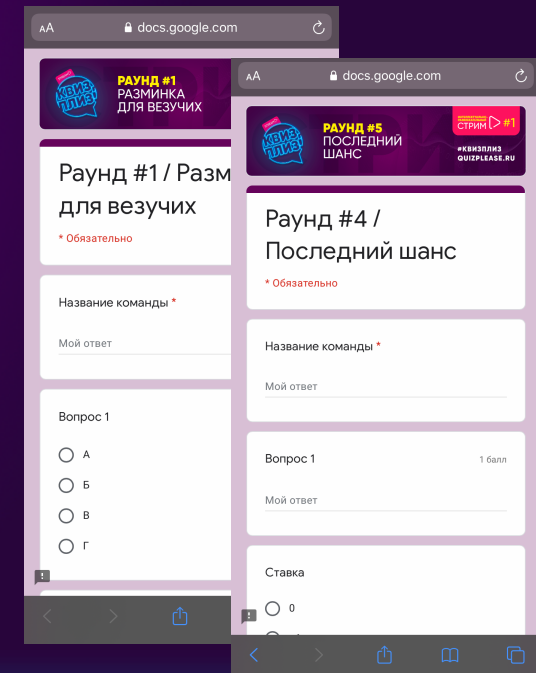 AA docs.google.com
КВИЗ
ПЛИЗ
РАУНД #1
РАЗМИНКА
ДЛЯ ВЕЗУЧИХ
Раунд #1 / Разм
для везучих
* Обязательно
Название команды *
Мой ответ
Вопрос 1
А
Б
В
Г
AA docs.google.com
КВИЗ
ПЛИЗ
РАУНД #5
ПОСЛЕДНИЙ
ШАНС
СТРИМ #1
#КВИЗПЛИЗ
QUIZPLEASE.RU
Раунд #4 /
Последний шанс
* Обязательно
Название команды *
Мой ответ
Вопрос 1
1 балл
Мой ответ
Ставка
0